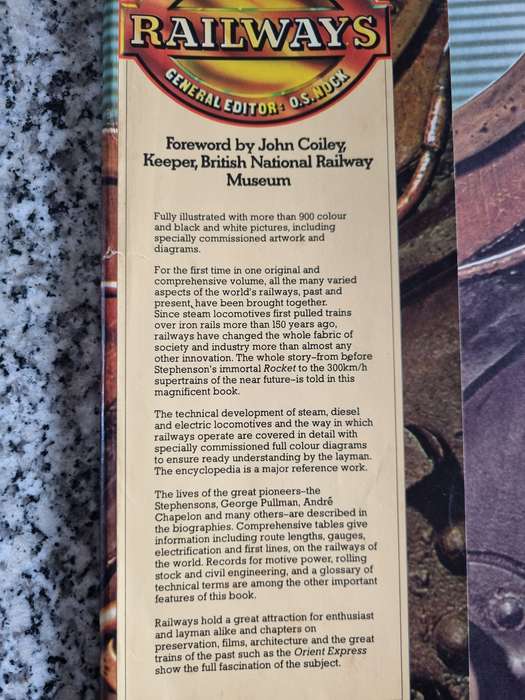 RAILWAYS
GENERAL EDITOR: O.S. NOCK
Foreword by John Coiley,
Keeper, British National Railway
Museum
Fully illustrated with more than 900 colour
and black and white pictures, including
specially commissioned artwork and
diagrams.
For the first time in one original and
comprehensive volume, all the many varied
aspects of the world's railways, past and
present, have been brought together.
Since steam locomotives first pulled trains
over iron rails more than 150 years ago,
railways have changed the whole fabric of
society and industry more than almost any
other innovation. The whole story–from before
Stephenson's immortal Rocket to the 300km/h
supertrains of the near future–is told in this
magnificent book.
The technical development of steam, diesel
and electric locomotives and the way in which
railways operate are covered in detail with
specially commissioned full colour diagrams
to ensure ready understanding by the layman.
The encyclopedia is a major reference work.
The lives of the great pioneers–the
Stephensons, George Pullman, André
Chapelon and many others–are described in
the biographies. Comprehensive tables give
information including route lengths, gauges,
electrification and first lines, on the railways of
the world. Records for motive power, rolling
stock and civil engineering, and a glossary of
technical terms are among the other important
features of this book.
Railways hold a great attraction for enthusiast
and layman alike and chapters on
preservation, films, architecture and the great
trains of the past such as the Orient Express
show the full fascination of the subject.